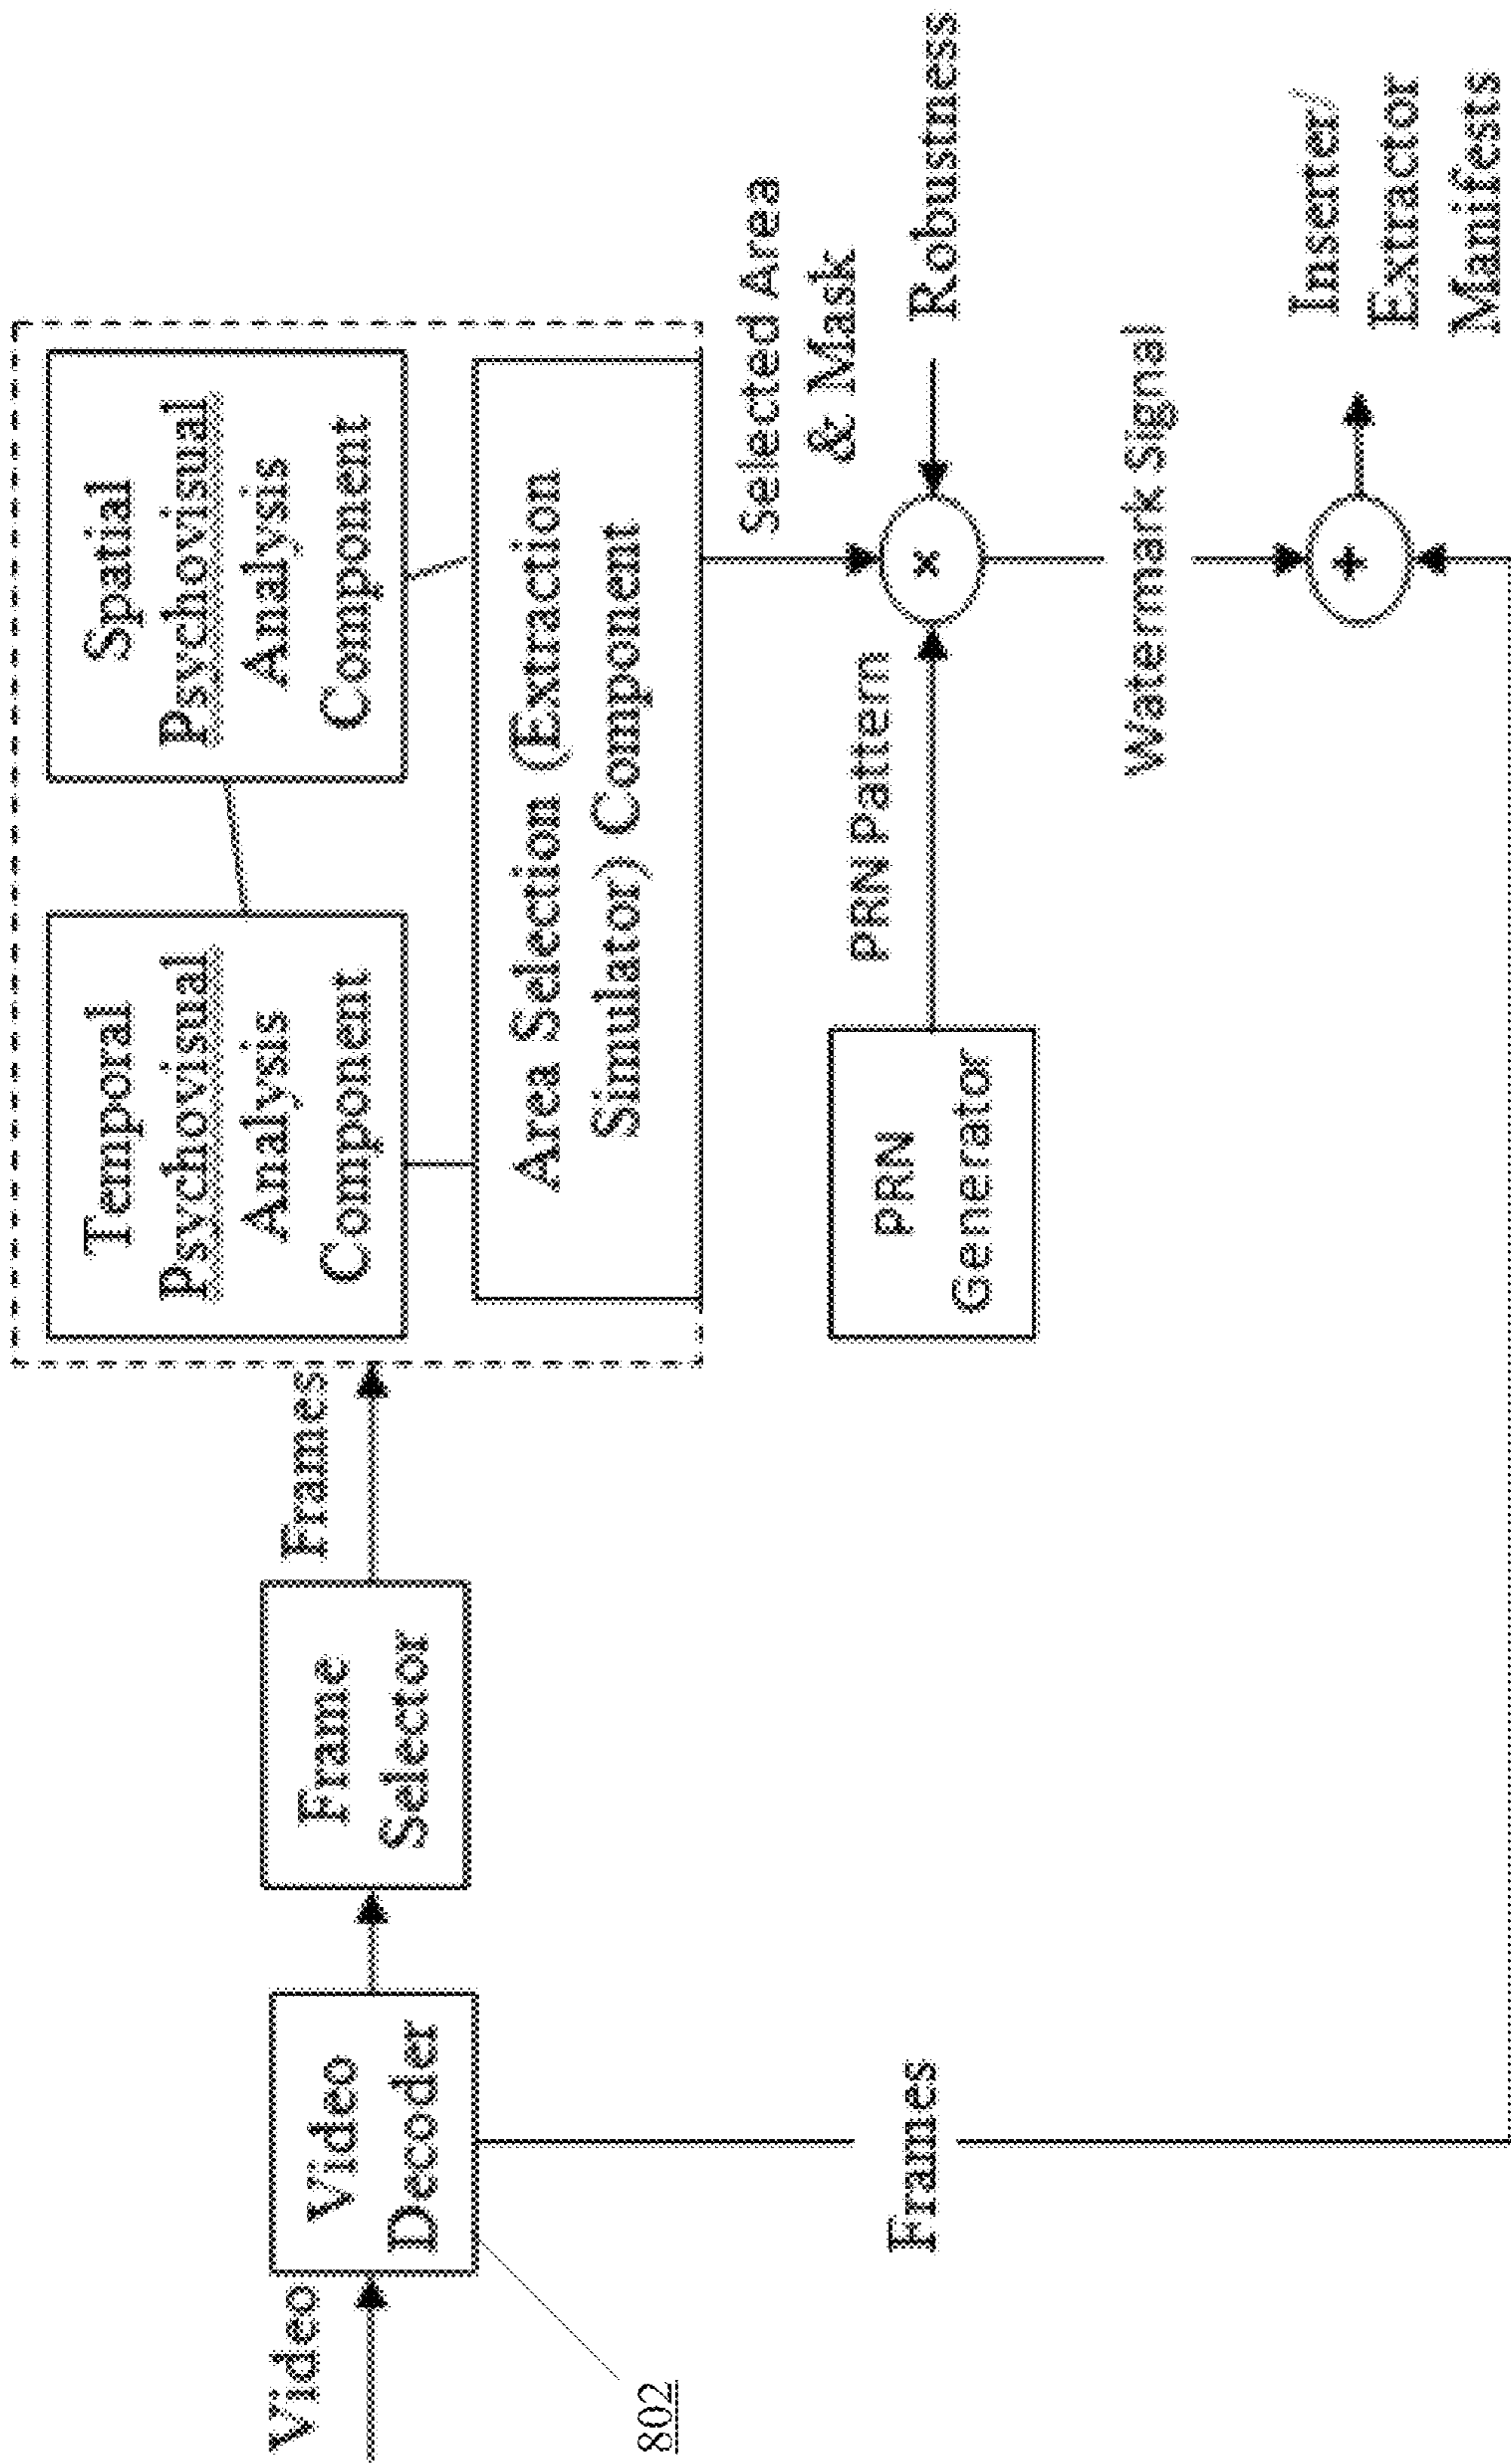 Video
Video
Decoder
802
Frame
Selector
Frames
Temporal
Psychovisual
Analysis
Component
Spatial
Psychovisual
Analysis
Component
Area Selection (Extraction
Simulator) Component
Selected Area
& Mask
PRN
Generator
PRN Pattern
x
Robustness
Watermark Signal
Frames
+
Inserter/
Extractor
Manifests